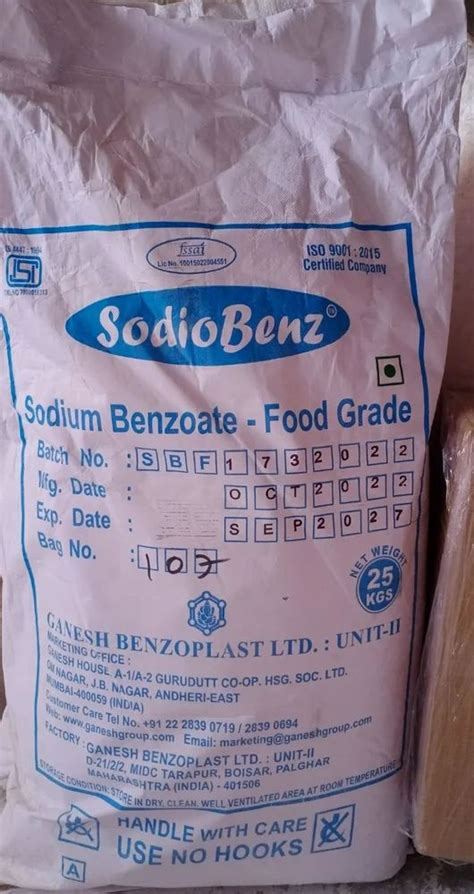 fssai
Lic No. 10015022004551
ISO 9001 : 2015
Certified Company
ISI
SodioBenz®
Sodium Benzoate - Food Grade
Batch No. : SBF1732022
Mfg. Date : OCT2022
Exp. Date : SEP2027
Bag No. : 107
NET WEIGHT
25
KGS
GANESH BENZOPLAST LTD. : UNIT-II
MARKETING OFFICE :
GANESH HOUSE A-1/A-2 GURUDUTT CO-OP. HSG. SOC. LTD.
OM NAGAR, J.B. NAGAR, ANDHERI-EAST
MUMBAI-400059 (INDIA)
Customer Care Tel No. +91 22 2839 0719 / 2839 0694
Web: www.ganeshgroup.com Email: marketing@ganeshgroup.com
FACTORY : GANESH BENZOPLAST LTD. : UNIT-II
D-21/2/2, MIDC TARAPUR, BOISAR, PALGHAR
MAHARASHTRA (INDIA) - 401506
STORAGE CONDITION: STORE IN DRY, CLEAN, WELL VENTILATED AREA AT ROOM TEMPERATURE
HANDLE WITH CARE
USE NO HOOKS
A